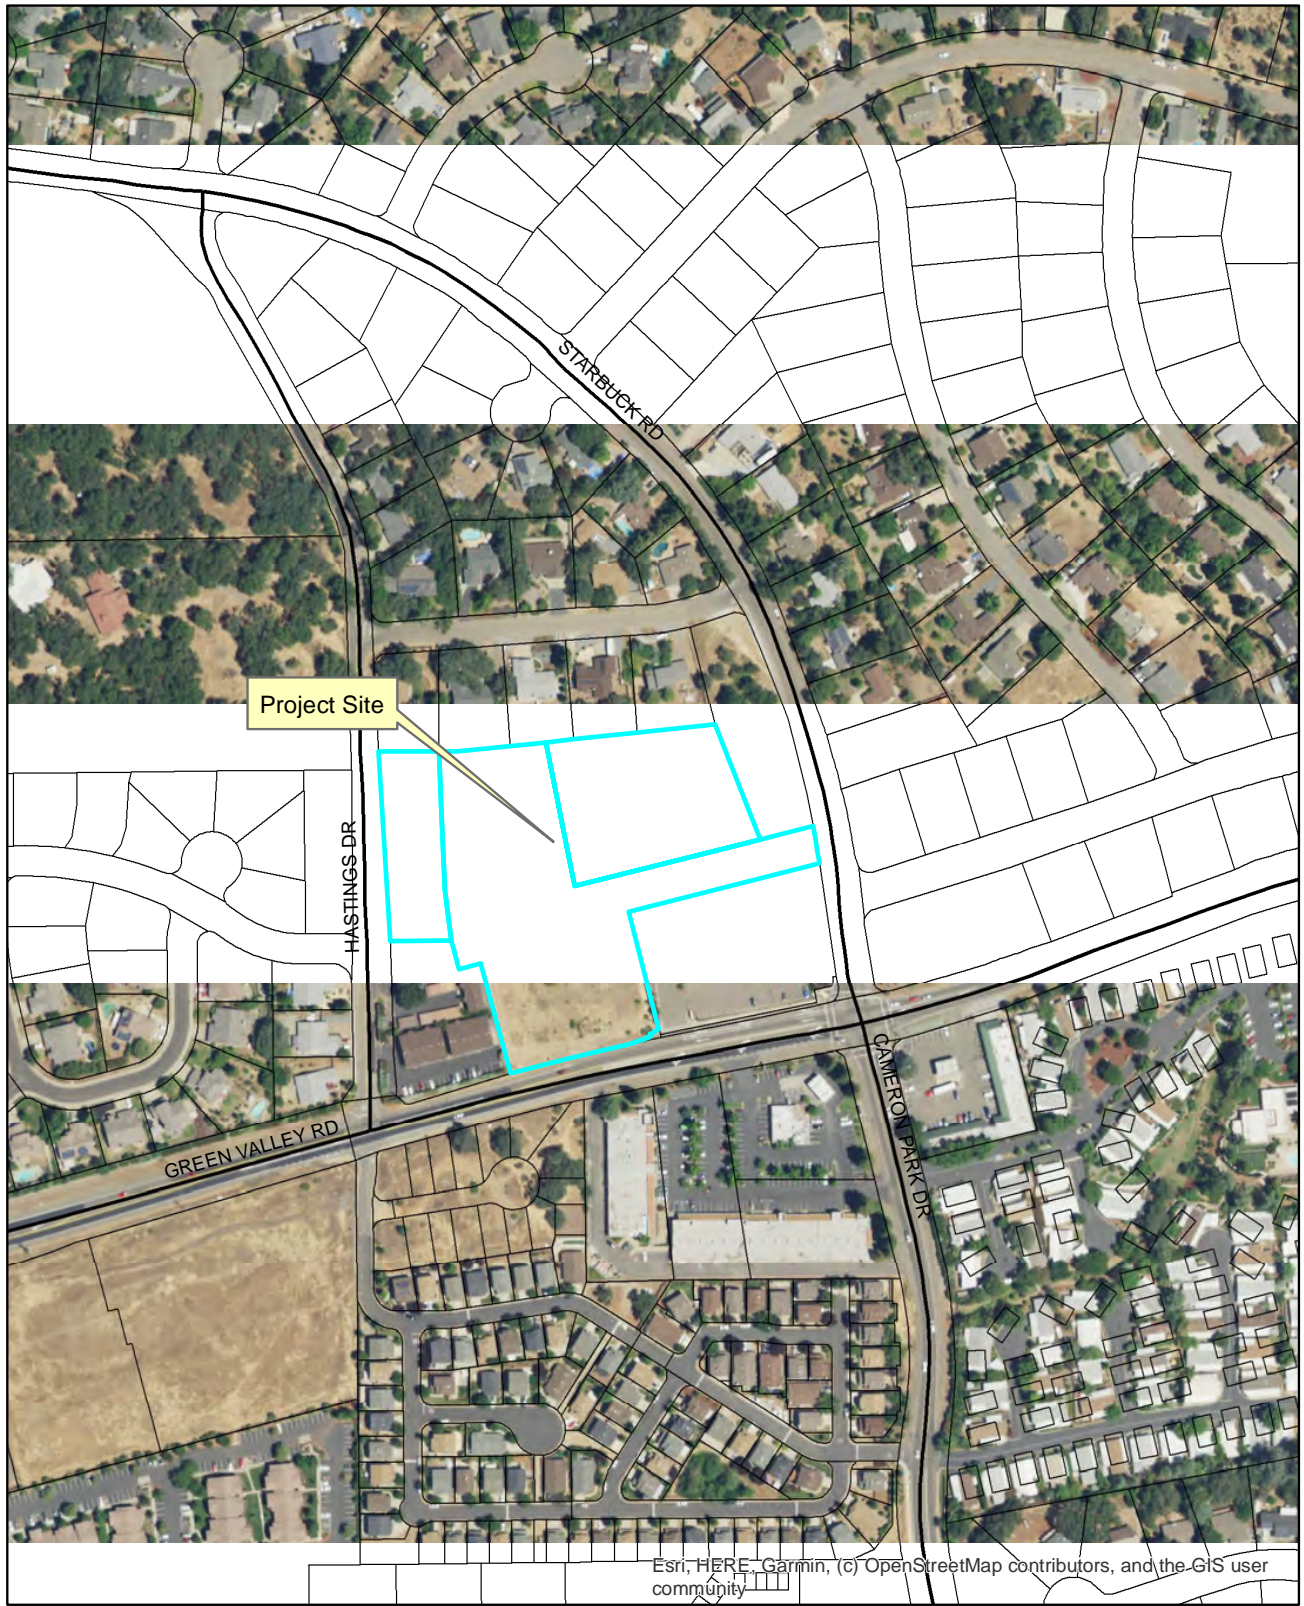 STARBUCK RD
Project Site
HASTINGS DR
CAMERON PARK DR
GREEN VALLEY RD
Esri, HERE, Garmin, (c) OpenStreetMap contributors, and the GIS user
community